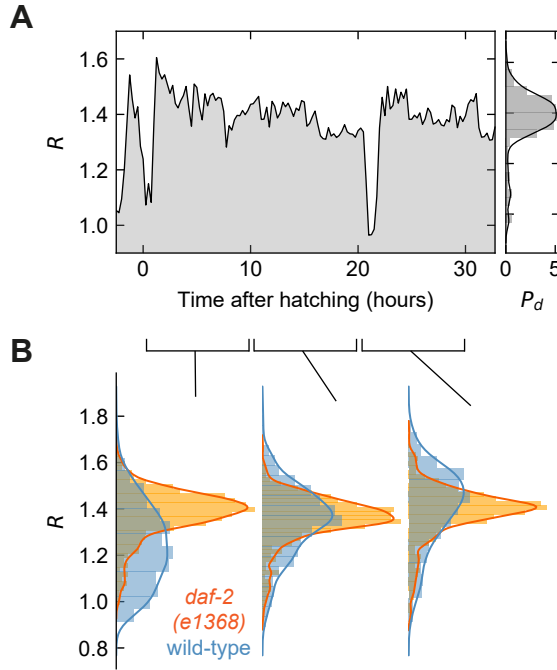 A
R
1.6
1.4
1.2
1.0
0 10 20 30
0 5
Time after hatching (hours)
P_d
B
R
1.8
1.6
1.4
1.2
1.0
0.8
daf-2
(e1368)
wild-type